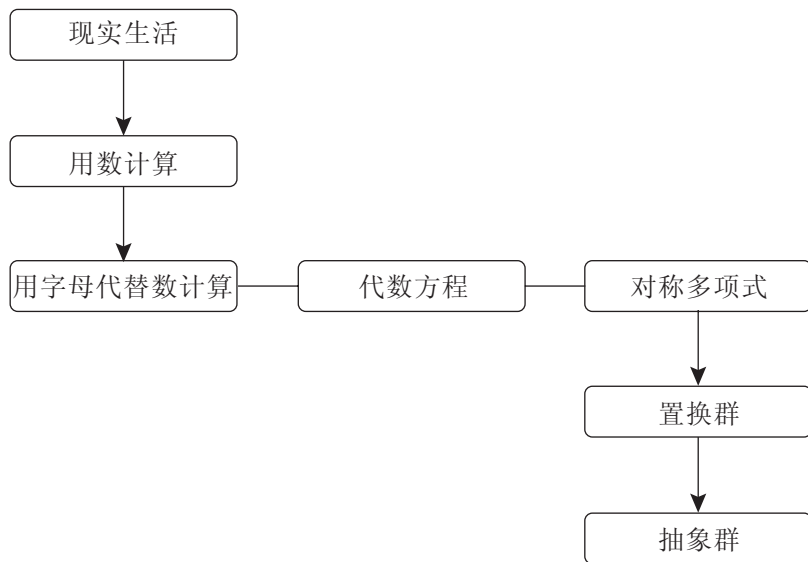 现实生活
用数计算
用字母代替数计算
代数方程
对称多项式
置换群
抽象群